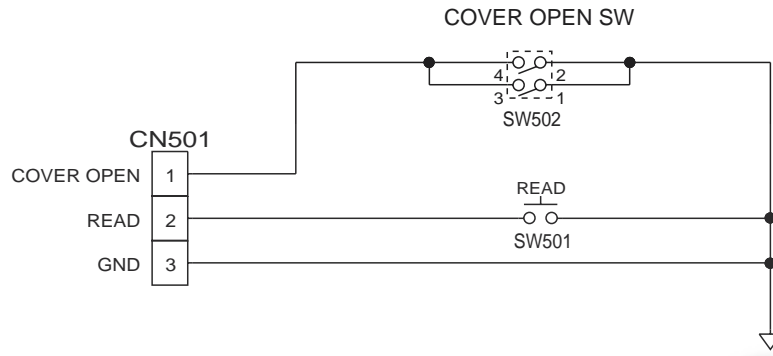 COVER OPEN SW
4 2
3 1
SW502
CN501
COVER OPEN 1
READ
READ 2
SW501
GND 3